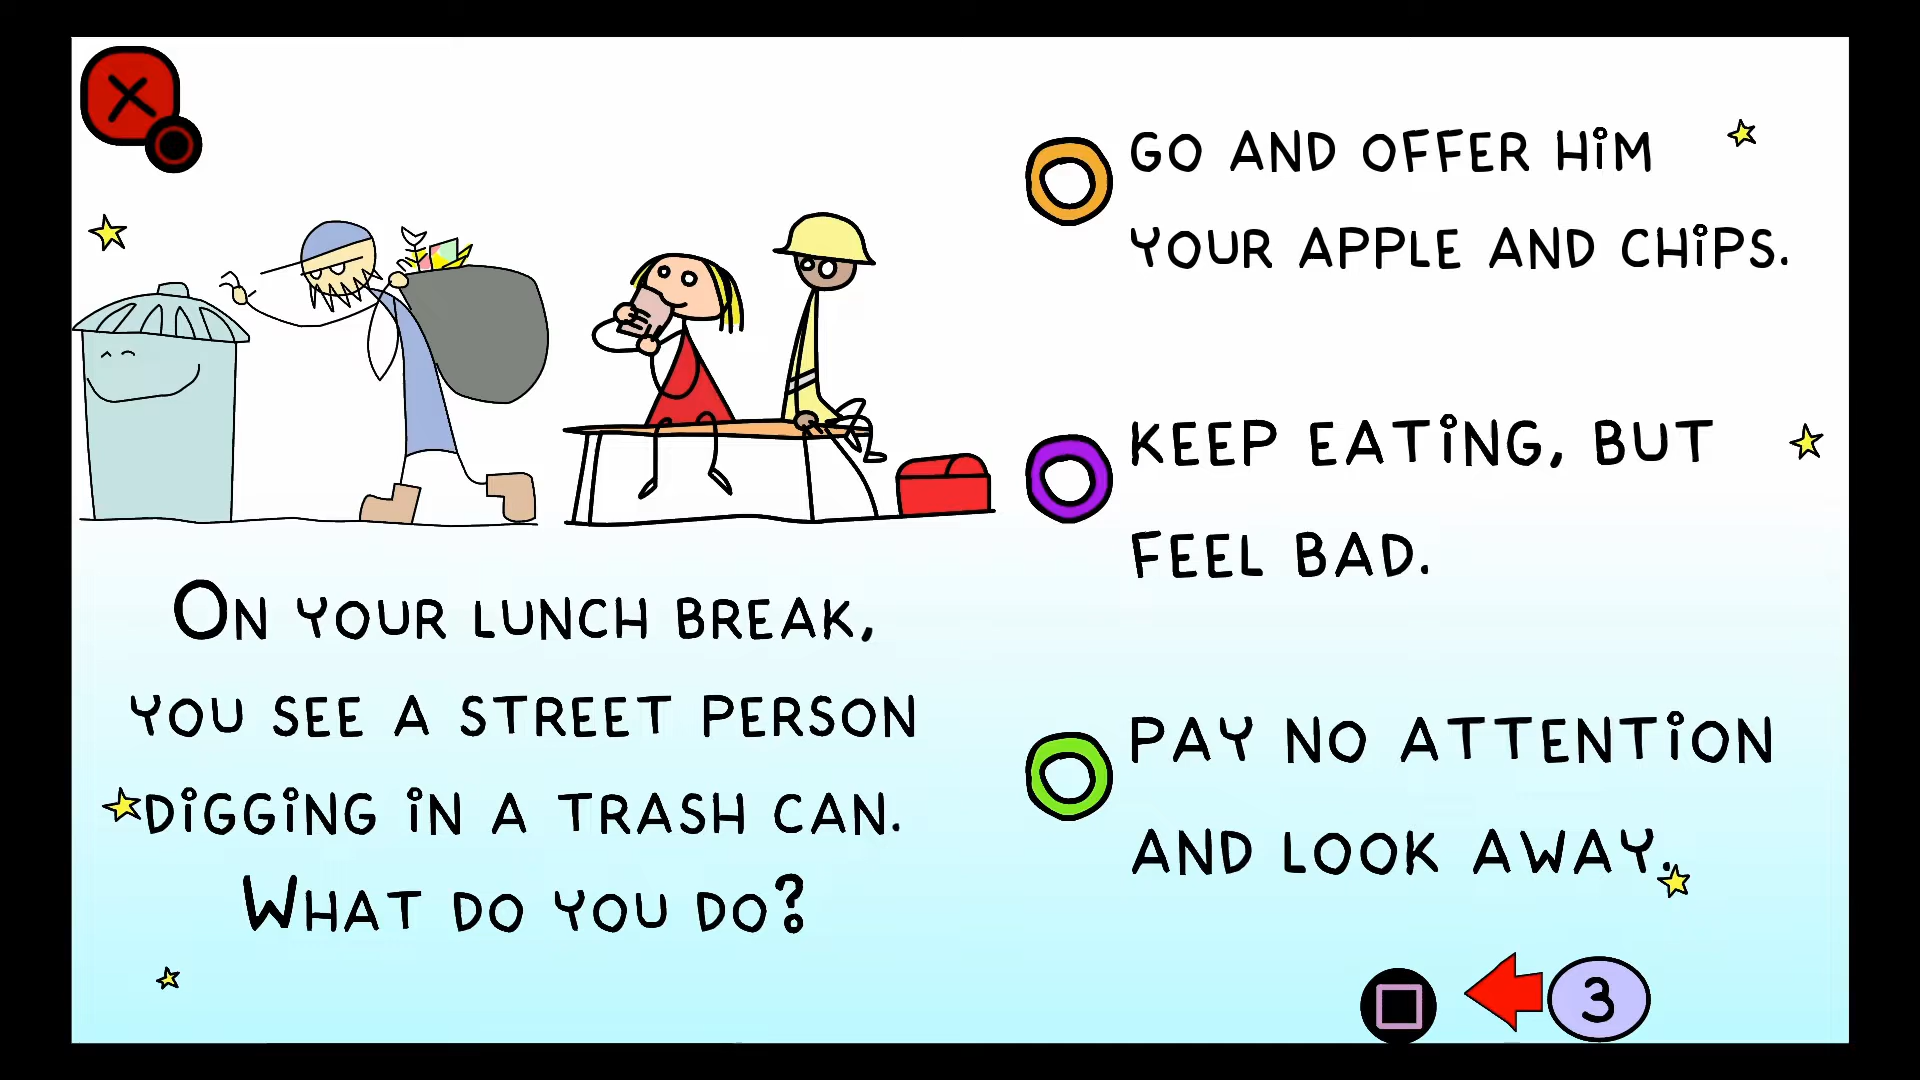 On your lunch break,
you see a street person
digging in a trash can.
What do you do?
GO AND OFFER HiM
YOUR APPLE AND CHiPS.
KEEP EATiNG, BUT
FEEL BAD.
PAY NO ATTENTiON
AND LOOK AWAY.
3